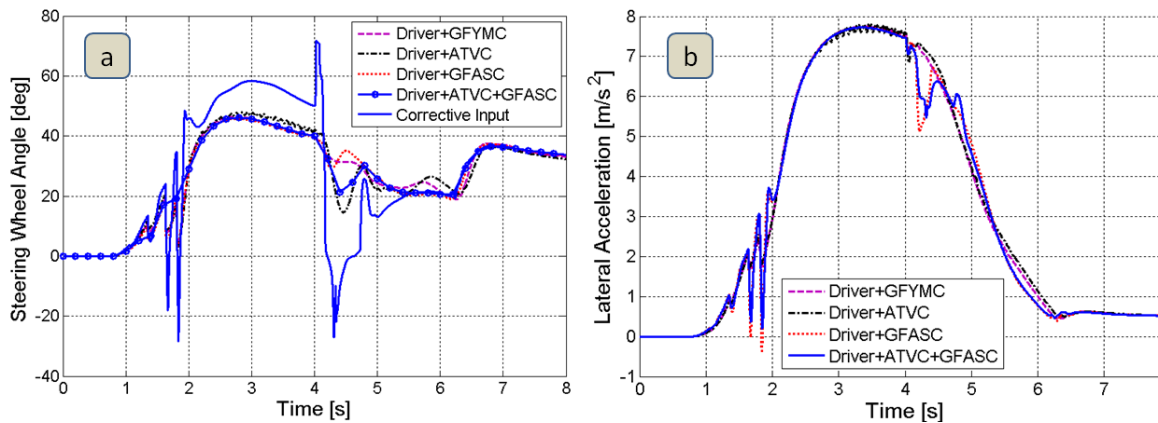 a
Steering Wheel Angle [deg]
80
60
40
20
0
-20
-40
0 1 2 3 4 5 6 7 8
Time [s]
Driver+GFYMC
Driver+ATVC
Driver+GFASC
Driver+ATVC+GFASC
Corrective Input
b
Lateral Acceleration [m/s²]
8
7
6
5
4
3
2
1
0
-1
0 1 2 3 4 5 6 7
Time [s]
Driver+GFYMC
Driver+ATVC
Driver+GFASC
Driver+ATVC+GFASC